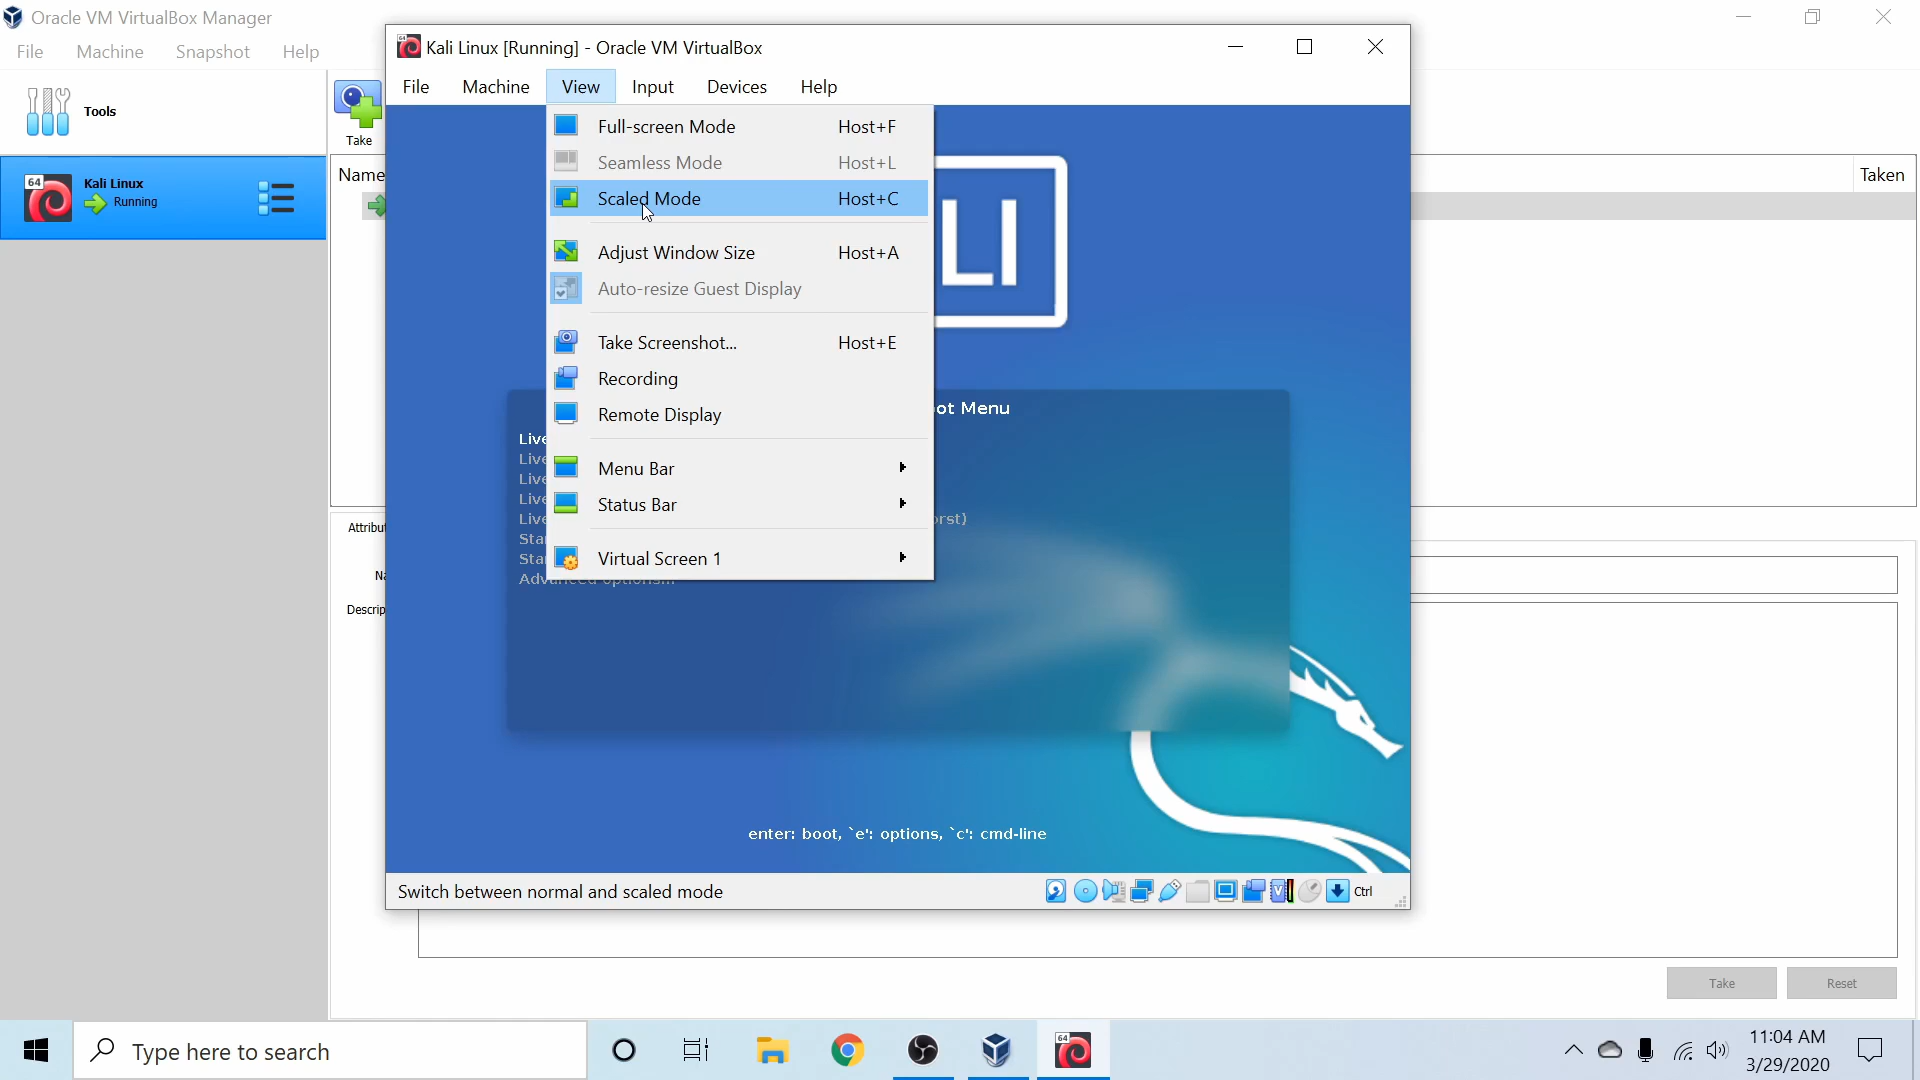 Oracle VM VirtualBox Manager
File Machine Snapshot Help
Tools
Kali Linux
Running
64
Take
Name
Taken
Attribu
Na
Descrip
Take Reset
Kali Linux [Running] - Oracle VM VirtualBox
File Machine View Input Devices Help
Full-screen Mode Host+F
Seamless Mode Host+L
Scaled Mode Host+C
Adjust Window Size Host+A
Auto-resize Guest Display
Take Screenshot... Host+E
Recording
Remote Display
Menu Bar
Status Bar
Virtual Screen 1
LI
ot Menu
Live
Live
Live
Live
Live rst)
Sta
Sta
Advanced options...
enter: boot, `e': options, `c': cmd-line
Switch between normal and scaled mode
Ctrl
Type here to search
11:04 AM
3/29/2020